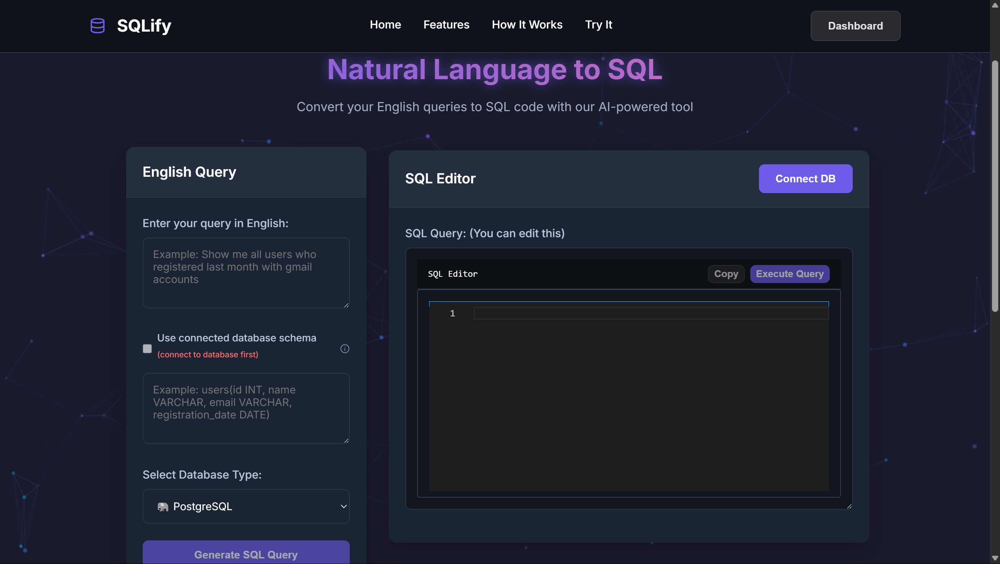 SQLify
Home Features How It Works Try It
Dashboard
Natural Language to SQL
Convert your English queries to SQL code with our AI-powered tool
English Query
Enter your query in English:
Example: Show me all users who
registered last month with gmail
accounts
Use connected database schema
(connect to database first)
Example: users(id INT, name
VARCHAR, email VARCHAR,
registration_date DATE)
Select Database Type:
PostgreSQL
Generate SQL Query
SQL Editor
Connect DB
SQL Query: (You can edit this)
SQL Editor
Copy Execute Query
1